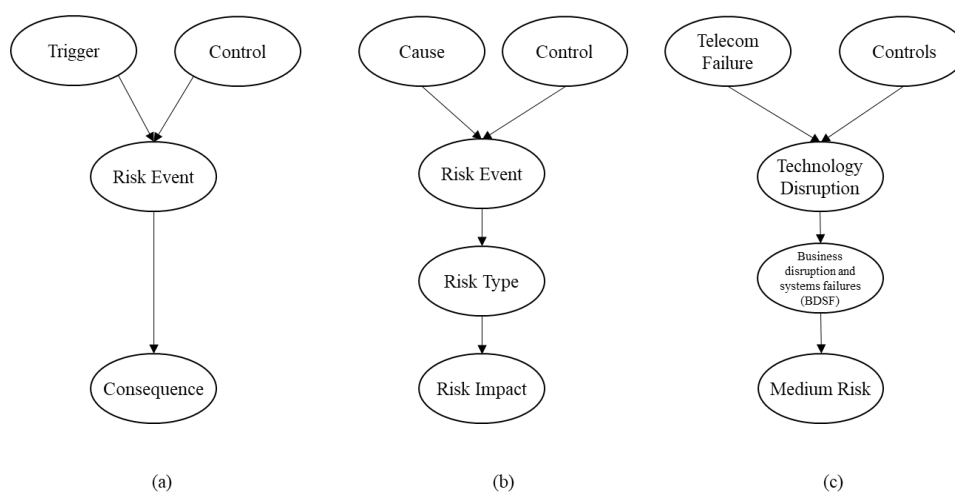 Trigger
Control
Risk Event
Consequence
(a)
Cause
Control
Risk Event
Risk Type
Risk Impact
(b)
Telecom
Failure
Controls
Technology
Disruption
Business
disruption and
systems failures
(BDSF)
Medium Risk
(c)